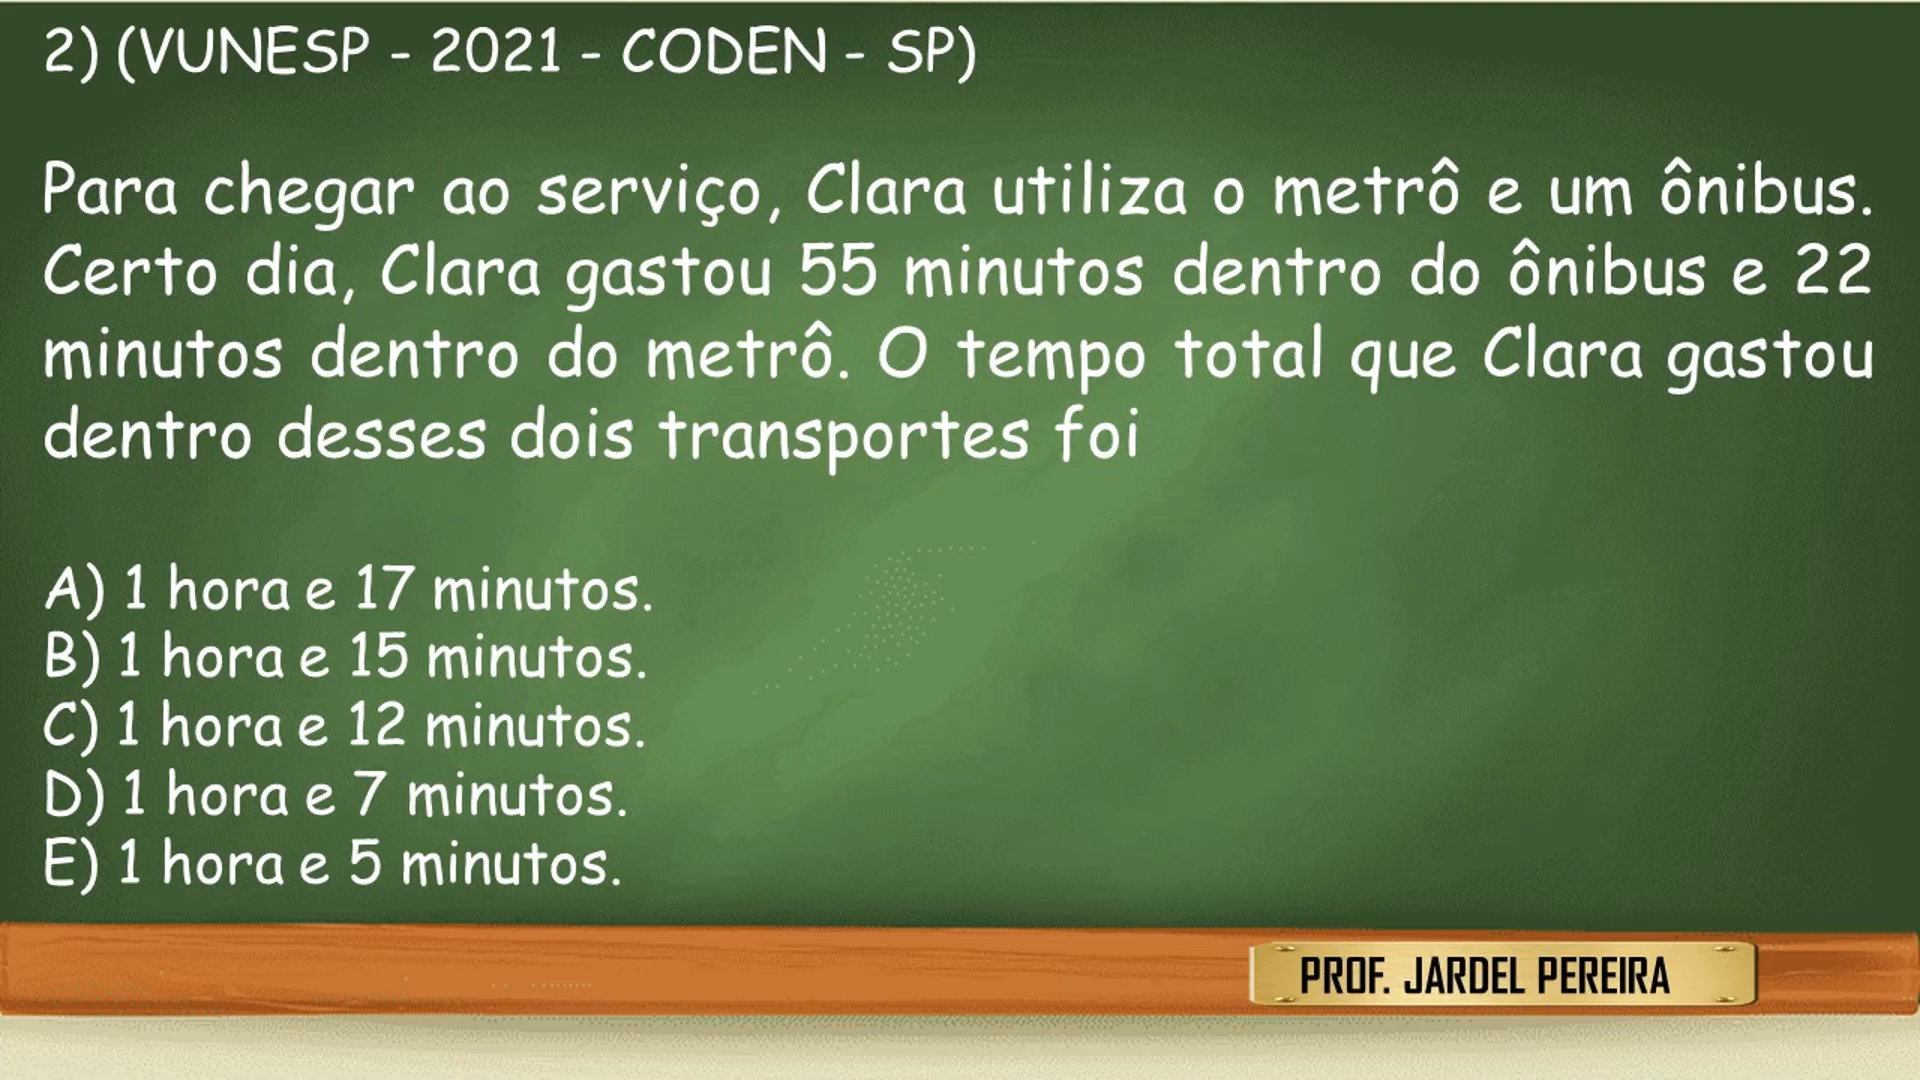 2) (VUNESP - 2021 - CODEN - SP)
Para chegar ao serviço, Clara utiliza o metrô e um ônibus.
Certo dia, Clara gastou 55 minutos dentro do ônibus e 22
minutos dentro do metrô. O tempo total que Clara gastou
dentro desses dois transportes foi
A) 1 hora e 17 minutos.
B) 1 hora e 15 minutos.
C) 1 hora e 12 minutos.
D) 1 hora e 7 minutos.
E) 1 hora e 5 minutos.
PROF. JARDEL PEREIRA